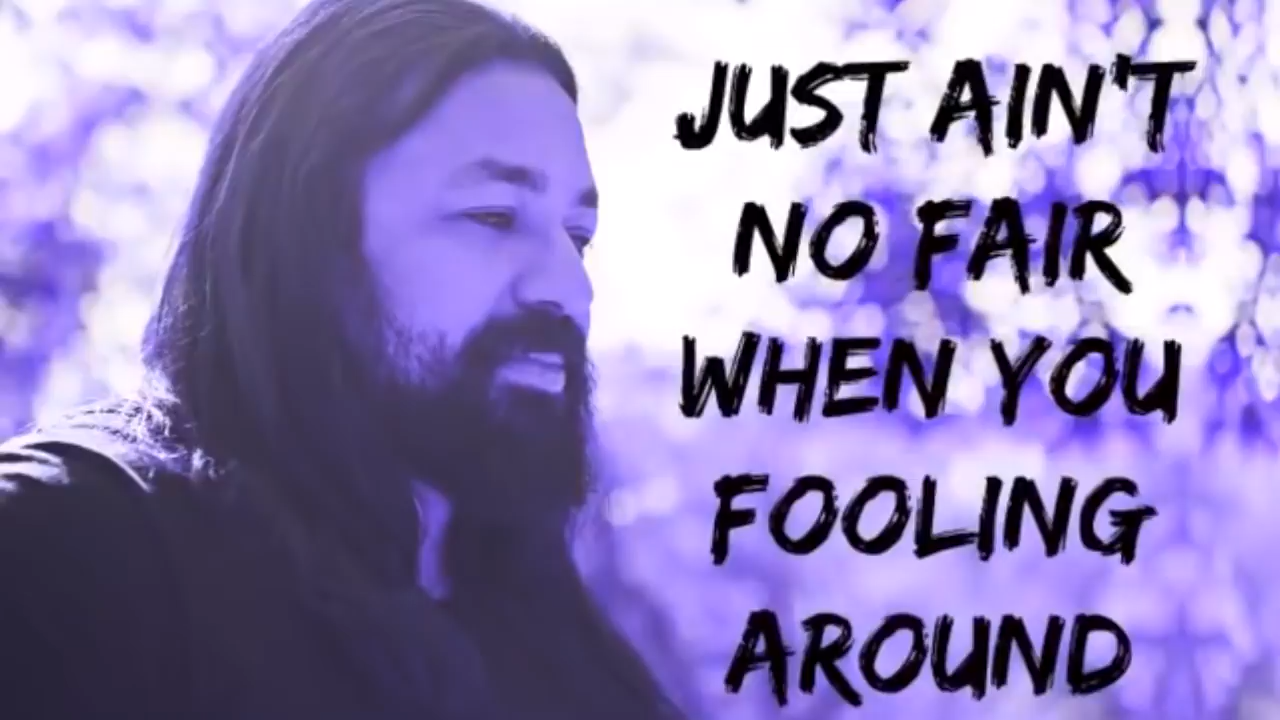 JUST AIN'T
NO FAIR
WHEN YOU
FOOLING
AROUND